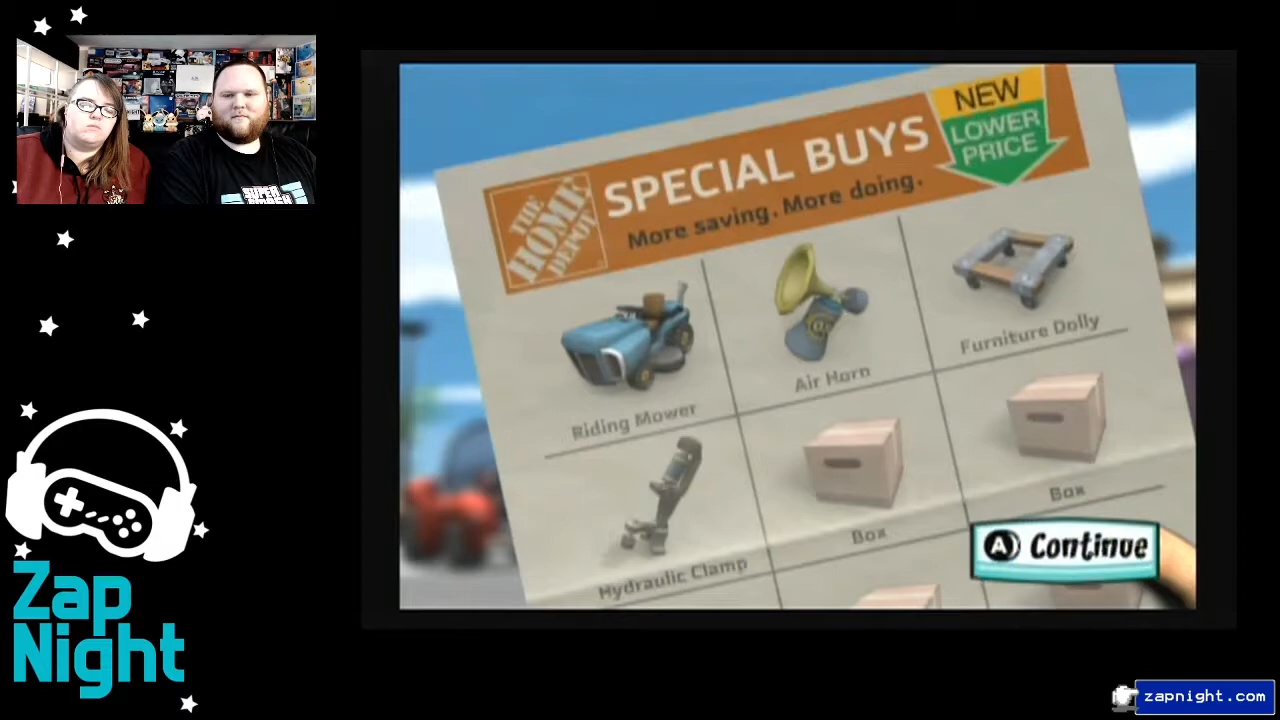 THE
HOME
DEPOT
SPECIAL BUYS
More saving. More doing.
NEW
LOWER
PRICE
Riding Mower
Air Horn
Furniture Dolly
Hydraulic Clamp
Box
Box
A Continue
Zap
Night
zapnight.com